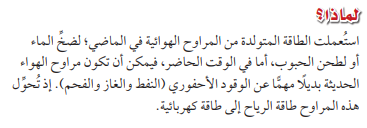 لماذا؟
استُعملت الطاقة المتولدة من المراوح الهوائية في الماضي؛ لضخِّ الماء
أو لطحن الحبوب، أما في الوقت الحاضر، فيمكن أن تكون مراوح الهواء
الحديثة بديلًا مهمًّا عن الوقود الأحفوري (النفط والغاز والفحم). إذ تُحوِّل
هذه المراوح طاقة الرياح إلى طاقة كهربائية.